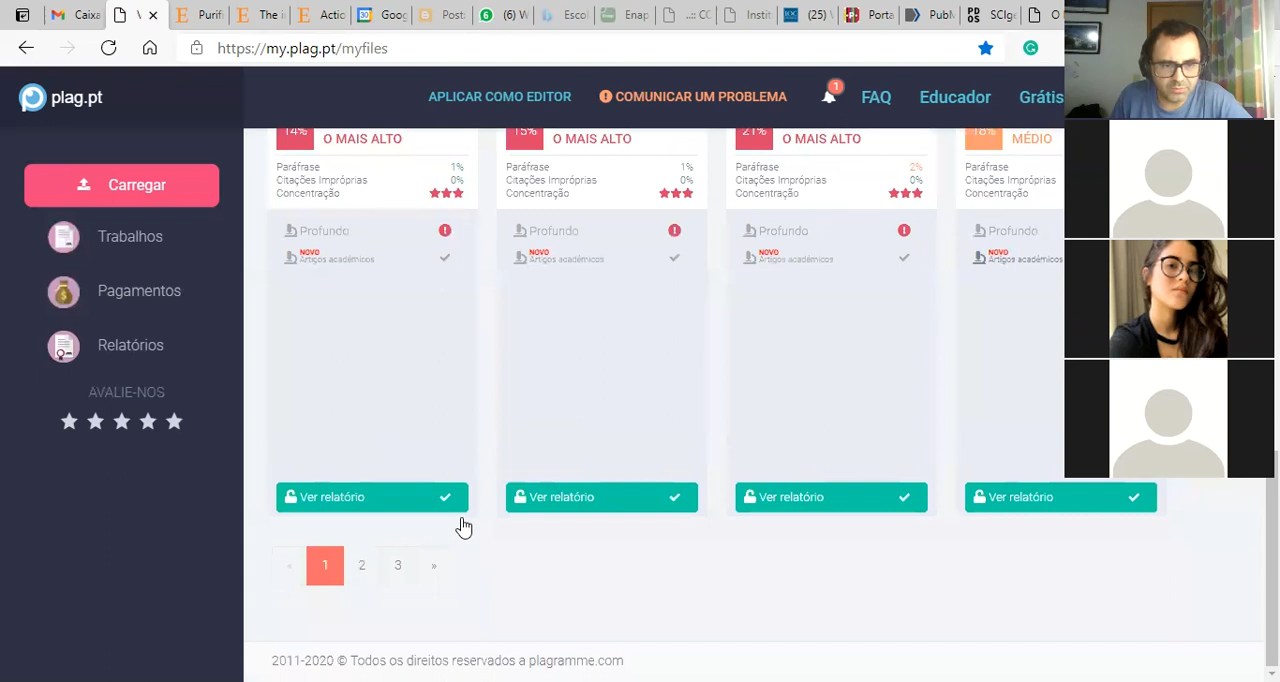 Caixa
V
Purifi
The i
Actio
Goog
Posts
(6) W
Escol
Enap
..:: CC
Instit
(25)
Porta
PubM
SCIge
O
https://my.plag.pt/myfiles
plag.pt
APLICAR COMO EDITOR
COMUNICAR UM PROBLEMA
1
FAQ
Educador
Grátis
Carregar
Trabalhos
Pagamentos
Relatórios
AVALIE-NOS
14% O MAIS ALTO
Paráfrase 1%
Citações Impróprias 0%
Concentração
Profundo
NOVO
Artigos acadêmicos
Ver relatório
15% O MAIS ALTO
Paráfrase 1%
Citações Impróprias 0%
Concentração
Profundo
NOVO
Artigos acadêmicos
Ver relatório
21% O MAIS ALTO
Paráfrase 2%
Citações Impróprias 0%
Concentração
Profundo
NOVO
Artigos acadêmicos
Ver relatório
18% MÉDIO
Paráfrase
Citações Impróprias
Concentração
Profundo
NOVO
Artigos acadêmicos
Ver relatório
« 1 2 3 »
2011-2020 © Todos os direitos reservados a plagramme.com